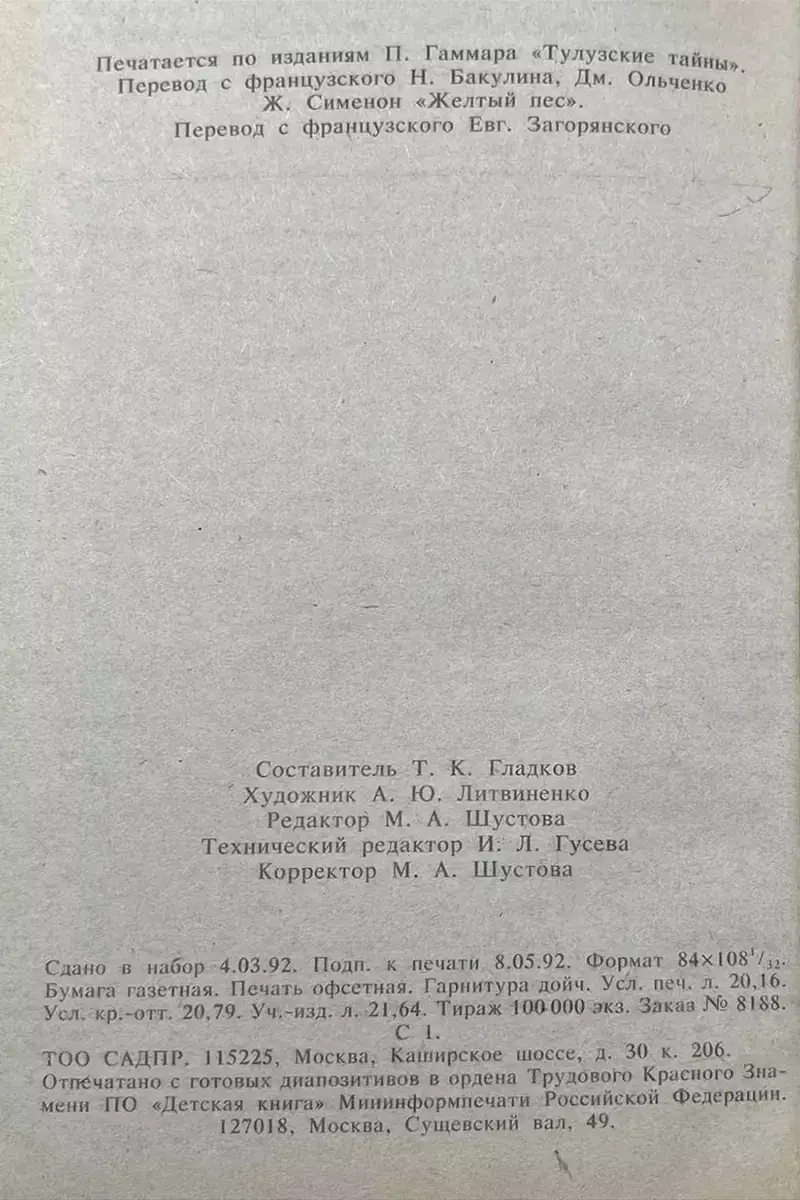 Печатается по изданиям П. Гаммара «Тулузские тайны».
Перевод с французского Н. Бакулина, Дм. Ольченко
Ж. Сименон «Желтый пес».
Перевод с французского Евг. Загорянского
Составитель Т. К. Гладков
Художник А. Ю. Литвиненко
Редактор М. А. Шустова
Технический редактор И. Л. Гусева
Корректор М. А. Шустова
Сдано в набор 4.03.92. Подп. к печати 8.05.92. Формат 84×108¹/₃₂.
Бумага газетная. Печать офсетная. Гарнитура дойч. Усл. печ. л. 20,16.
Усл. кр.-отт. 20,79. Уч.-изд. л. 21,64. Тираж 100 000 экз. Заказ № 8188.
С 1.
ТОО САДПР. 115225, Москва, Каширское шоссе, д. 30 к. 206.
Отпечатано с готовых диапозитивов в ордена Трудового Красного Зна-
мени ПО «Детская книга» Мининформпечати Российской Федерации.
127018, Москва, Сущевский вал, 49.